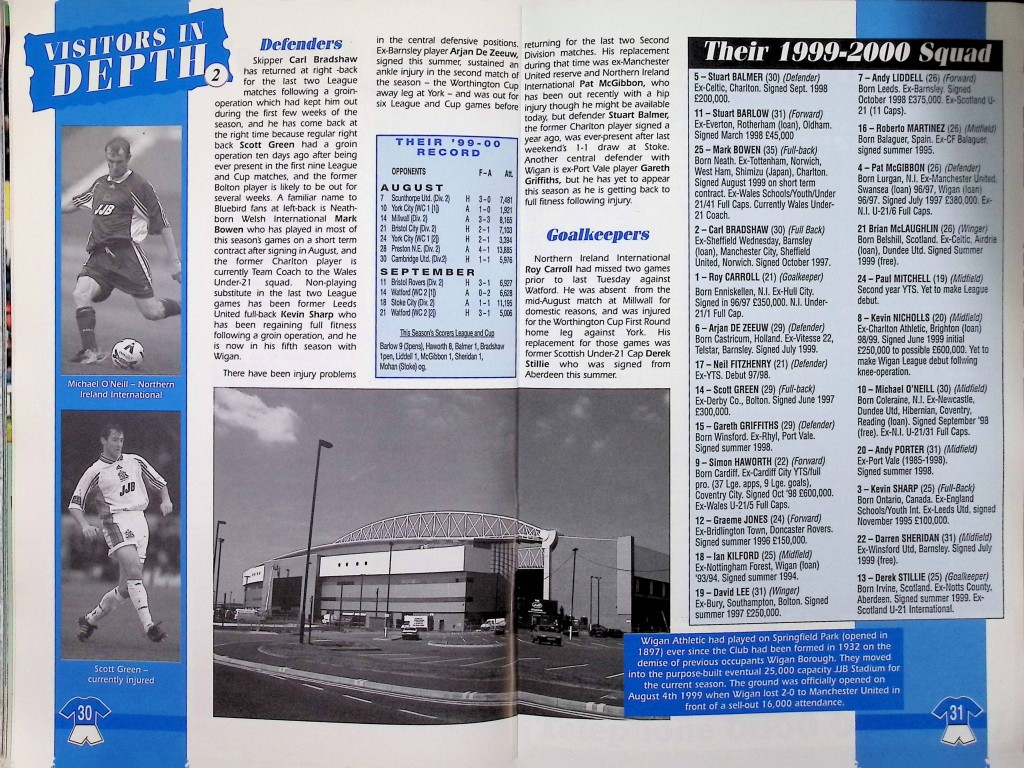 VISITORS IN
DEPTH
2
JJB
Michael O'Neill – Northern
Ireland International
JJB
Scott Green –
currently injured
30
Defenders
Skipper Carl Bradshaw
has returned at right -back
for the last two League
matches following a groin-
operation which had kept him out
during the first few weeks of the
season, and he has come back at
the right time because regular right
back Scott Green had a groin
operation ten days ago after being
ever present in the first nine League
and Cup matches, and the former
Bolton player is likely to be out for
several weeks. A familiar name to
Bluebird fans at left-back is Neath-
born Welsh International Mark
Bowen who has played in most of
this season's games on a short term
contract after signing in August, and
the former Charlton player is
currently Team Coach to the Wales
Under-21 squad. Non-playing
substitute in the last two League
games has been former Leeds
United full-back Kevin Sharp who
has been regaining full fitness
following a groin operation, and he
is now in his fifth season with
Wigan.
There have been injury problems
in the central defensive positions.
Ex-Barnsley player Arjan De Zeeuw,
signed this summer, sustained an
ankle injury in the second match of
the season – the Worthington Cup
away leg at York – and was out for
six League and Cup games before
THEIR '99-00
RECORD
OPPONENTS F – A Att.
AUGUST
7 Scunthorpe Utd. (Div. 2) H 3–0 7,481
10 York City (WC 1 [1]) A 1–0 1,921
14 Millwall (Div. 2) A 3–3 8,165
21 Bristol City (Div. 2) H 2–1 7,103
24 York City (WC 1 [2]) H 2–1 3,394
28 Preston N.E. (Div. 2) A 4–1 13,885
30 Cambridge Utd. (Div.2) H 1–1 5,976
SEPTEMBER
11 Bristol Rovers (Div. 2) H 3–1 6,927
14 Watford (WC 2 [1]) A 0–2 6,628
18 Stoke City (Div. 2) A 1–1 11,195
21 Watford (WC 2 [2]) H 3–1 5,006
This Season's Scorers League and Cup
Barlow 9 (3pens), Haworth 8, Balmer 1, Bradshaw
1pen, Liddell 1, McGibbon 1, Sheridan 1,
Mohan (Stoke) og.
returning for the last two Second
Division matches. His replacement
during that time was ex-Manchester
United reserve and Northern Ireland
International Pat McGibbon, who
has been out recently with a hip
injury though he might be available
today, but defender Stuart Balmer,
the former Charlton player signed a
year ago, was ever-present after last
weekend's 1-1 draw at Stoke.
Another central defender with
Wigan is ex-Port Vale player Gareth
Griffiths, but he has yet to appear
this season as he is getting back to
full fitness following injury.
Goalkeepers
Northern Ireland International
Roy Carroll had missed two games
prior to last Tuesday against
Watford. He was absent from the
mid-August match at Millwall for
domestic reasons, and was injured
for the Worthington Cup First Round
home leg against York. His
replacement for those games was
former Scottish Under-21 Cap Derek
Stillie who was signed from
Aberdeen this summer.
Their 1999-2000 Squad
5 – Stuart BALMER (30) (Defender)
Ex-Celtic, Charlton. Signed Sept. 1998
£200,000.
11 – Stuart BARLOW (31) (Forward)
Ex-Everton, Rotherham (loan), Oldham.
Signed March 1998 £45,000
25 – Mark BOWEN (35) (Full-back)
Born Neath. Ex-Tottenham, Norwich,
West Ham, Shimizu (Japan), Charlton.
Signed August 1999 on short term
contract. Ex-Wales Schools/Youth/Under
21/41 Full Caps. Currently Wales Under-
21 Coach.
2 – Carl BRADSHAW (30) (Full Back)
Ex-Sheffield Wednesday, Barnsley
(loan), Manchester City, Sheffield
United, Norwich. Signed October 1997.
1 – Roy CARROLL (21) (Goalkeeper)
Born Enniskillen, N.I. Ex-Hull City.
Signed in 96/97 £350,000. N.I. Under-
21/1 Full Cap.
6 – Arjan DE ZEEUW (29) (Defender)
Born Castricum, Holland. Ex-Vitesse 22,
Telstar, Barnsley. Signed July 1999.
17 – Neil FITZHENRY (21) (Defender)
Ex-YTS. Debut 97/98.
14 – Scott GREEN (29) (Full-back)
Ex-Derby Co., Bolton. Signed June 1997
£300,000.
15 – Gareth GRIFFITHS (29) (Defender)
Born Winsford. Ex-Rhyl, Port Vale.
Signed summer 1998.
9 – Simon HAWORTH (22) (Forward)
Born Cardiff. Ex-Cardiff City YTS/full
pro. (37 Lge. apps, 9 Lge. goals),
Coventry City. Signed Oct '98 £600,000.
Ex-Wales U-21/5 Full Caps.
12 – Graeme JONES (24) (Forward)
Ex-Bridlington Town, Doncaster Rovers.
Signed summer 1996 £150,000.
18 – Ian KILFORD (25) (Midfield)
Ex-Nottingham Forest, Wigan (loan)
'93/94. Signed summer 1994.
19 – David LEE (31) (Winger)
Ex-Bury, Southampton, Bolton. Signed
summer 1997 £250,000.
7 – Andy LIDDELL (26) (Forward)
Born Leeds. Ex-Barnsley. Signed
October 1998 £375,000. Ex-Scotland U-
21 (11 Caps).
16 – Roberto MARTINEZ (26) (Midfield)
Born Balaguer, Spain. Ex-CF Balaguer,
signed summer 1995.
4 – Pat McGIBBON (26) (Defender)
Born Lurgan, N.I. Ex-Manchester United,
Swansea (loan) 96/97, Wigan (loan)
96/97. Signed July 1997 £380,000. Ex-
N.I. U-21/6 Full Caps.
21 Brian McLAUGHLIN (26) (Winger)
Born Belshill, Scotland. Ex-Celtic, Airdrie
(loan), Dundee Utd. Signed Summer
1999 (free).
24 – Paul MITCHELL (19) (Midfield)
Second year YTS. Yet to make League
debut.
8 – Kevin NICHOLLS (20) (Midfield)
Ex-Charlton Athletic, Brighton (loan)
98/99. Signed June 1999 initial
£250,000 to possible £600,000. Yet to
make Wigan League debut follwing
knee-operation.
10 – Michael O'NEILL (30) (Midfield)
Born Coleraine, N.I. Ex-Newcastle,
Dundee Utd, Hibernian, Coventry,
Reading (loan). Signed September '98
(free). Ex-N.I. U-21/31 Full Caps.
20 – Andy PORTER (31) (Midfield)
Ex-Port Vale (1985-1998).
Signed summer 1998.
3 – Kevin SHARP (25) (Full-Back)
Born Ontario, Canada. Ex-England
Schools/Youth Int. Ex-Leeds Utd, signed
November 1995 £100,000.
22 – Darren SHERIDAN (31) (Midfield)
Ex-Winsford Utd, Barnsley. Signed July
1999 (free).
13 – Derek STILLIE (25) (Goalkeeper)
Born Irvine, Scotland. Ex-Notts County,
Aberdeen. Signed summer 1999. Ex-
Scotland U-21 International.
Wigan Athletic had played on Springfield Park (opened in
1897) ever since the Club had been formed in 1932 on the
demise of previous occupants Wigan Borough. They moved
into the purpose-built eventual 25,000 capacity JJB Stadium for
the current season. The ground was officially opened on
August 4th 1999 when Wigan lost 2-0 to Manchester United in
front of a sell-out 16,000 attendance.
31